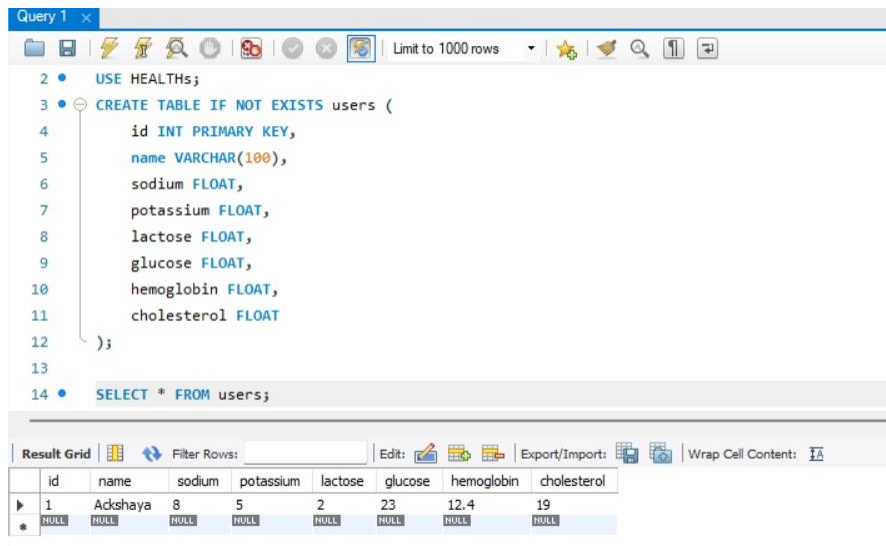 Query 1
Limit to 1000 rows
2 USE HEALTHs;
3 CREATE TABLE IF NOT EXISTS users (
4 id INT PRIMARY KEY,
5 name VARCHAR(100),
6 sodium FLOAT,
7 potassium FLOAT,
8 lactose FLOAT,
9 glucose FLOAT,
10 hemoglobin FLOAT,
11 cholesterol FLOAT
12 );
13
14 SELECT * FROM users;
Result Grid Filter Rows: Edit: Export/Import: Wrap Cell Content: IA
id name sodium potassium lactose glucose hemoglobin cholesterol
1 Ackshaya 8 5 2 23 12.4 19
NULL NULL NULL NULL NULL NULL NULL NULL